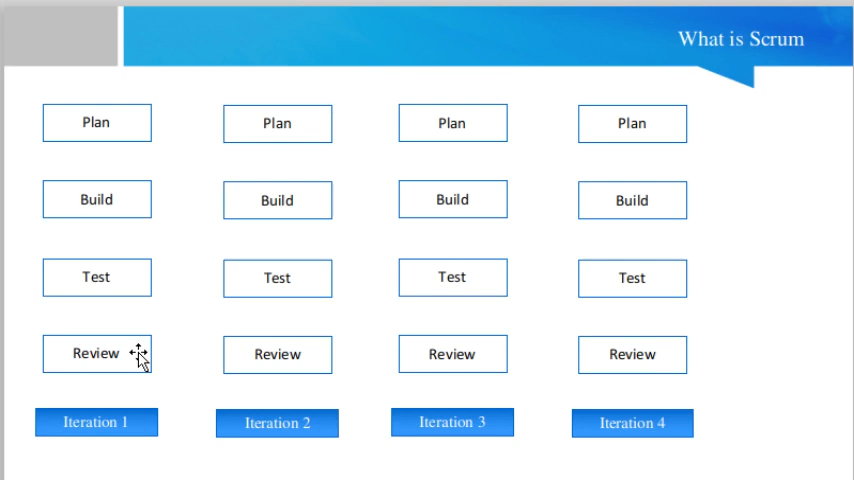 What is Scrum
Plan Plan Plan Plan
Build Build Build Build
Test Test Test Test
Review Review Review Review
Iteration 1 Iteration 2 Iteration 3 Iteration 4